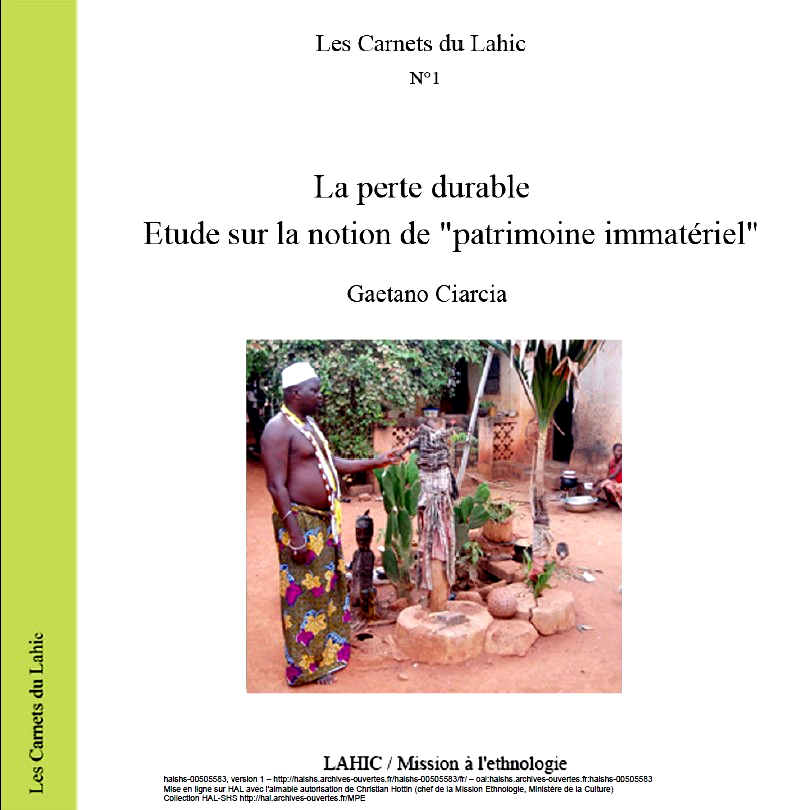 Les Carnets du Lahic
N°1
La perte durable
Etude sur la notion de "patrimoine immatériel"
Gaetano Ciarcia
Les Carnets du Lahic
LAHIC / Mission à l'ethnologie
halshs-00505583, version 1 – http://halshs.archives-ouvertes.fr/halshs-00505583/fr/ – oai:halshs.archives-ouvertes.fr:halshs-00505583
Mise en ligne sur HAL avec l'aimable autorisation de Christian Hottin (chef de la Mission Ethnologie, Ministère de la Culture)
Collection HAL-SHS http://hal.archives-ouvertes.fr/MPE